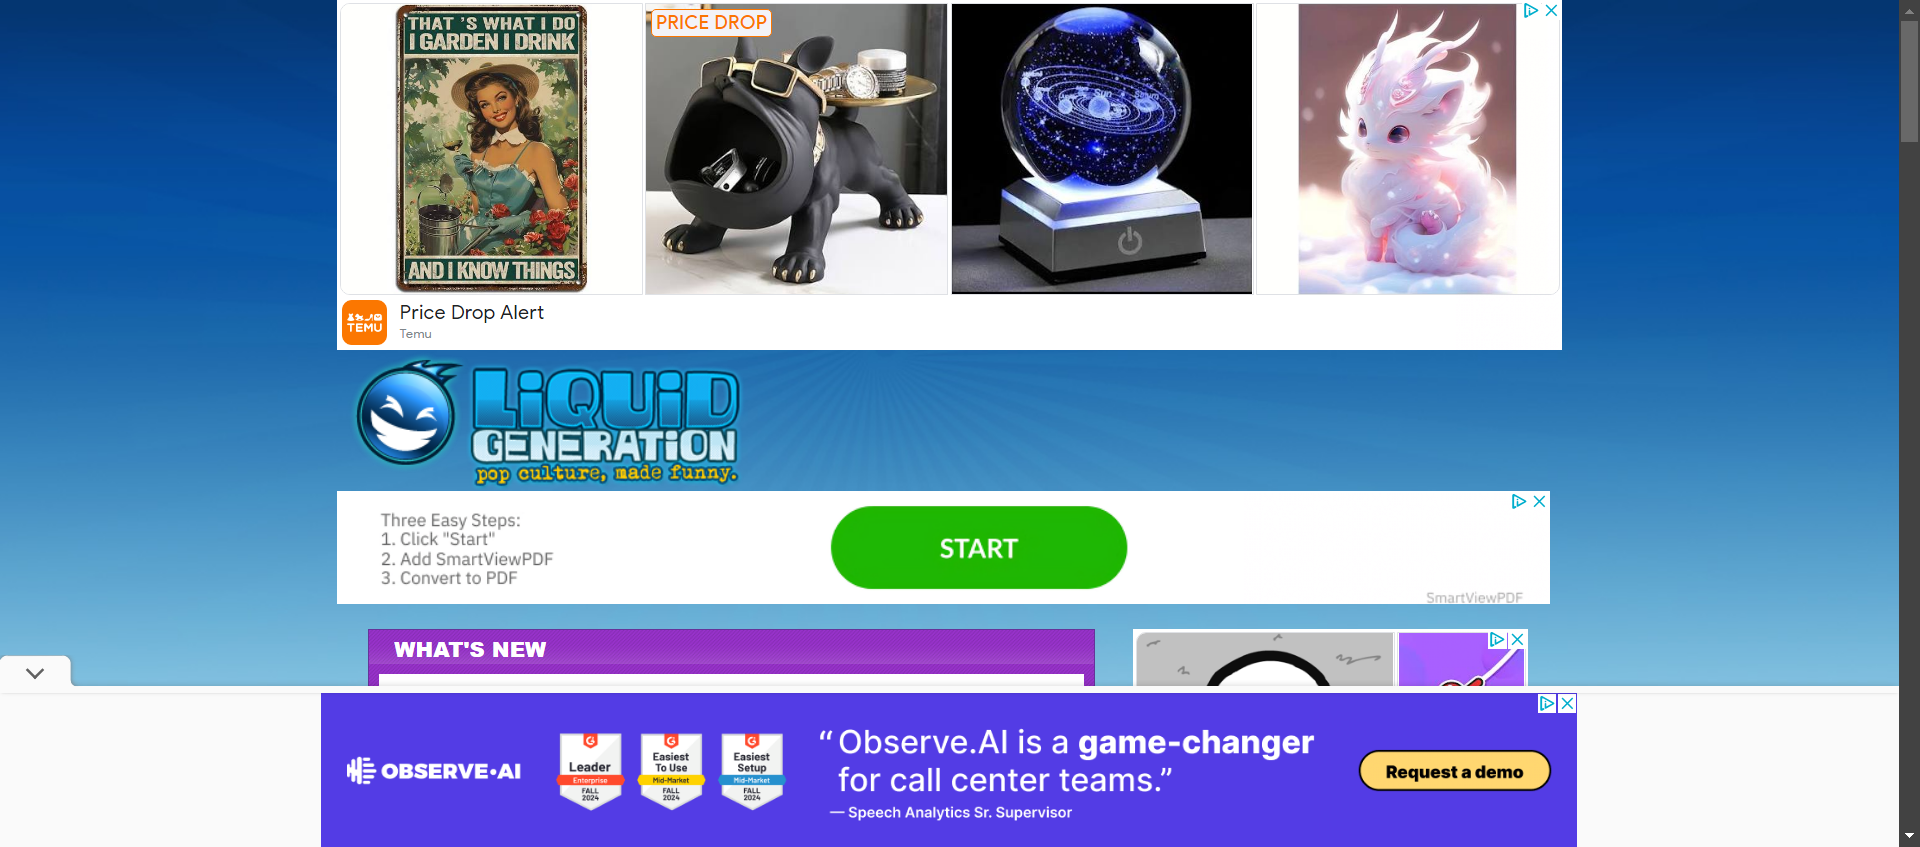 THAT'S WHAT I DO
I GARDEN I DRINK
AND I KNOW THINGS
PRICE DROP
Sun
TEMU
Price Drop Alert
Temu
LiQUiD
GENERATiON
pop culture, made funny.
Three Easy Steps:
1. Click "Start"
2. Add SmartViewPDF
3. Convert to PDF
START
SmartViewPDF
WHAT'S NEW
OBSERVE•AI
Leader
Enterprise
FALL
2024
Easiest
To Use
Mid-Market
FALL
2024
Easiest
Setup
Mid-Market
FALL
2024
“Observe.AI is a game-changer
for call center teams.”
— Speech Analytics Sr. Supervisor
Request a demo